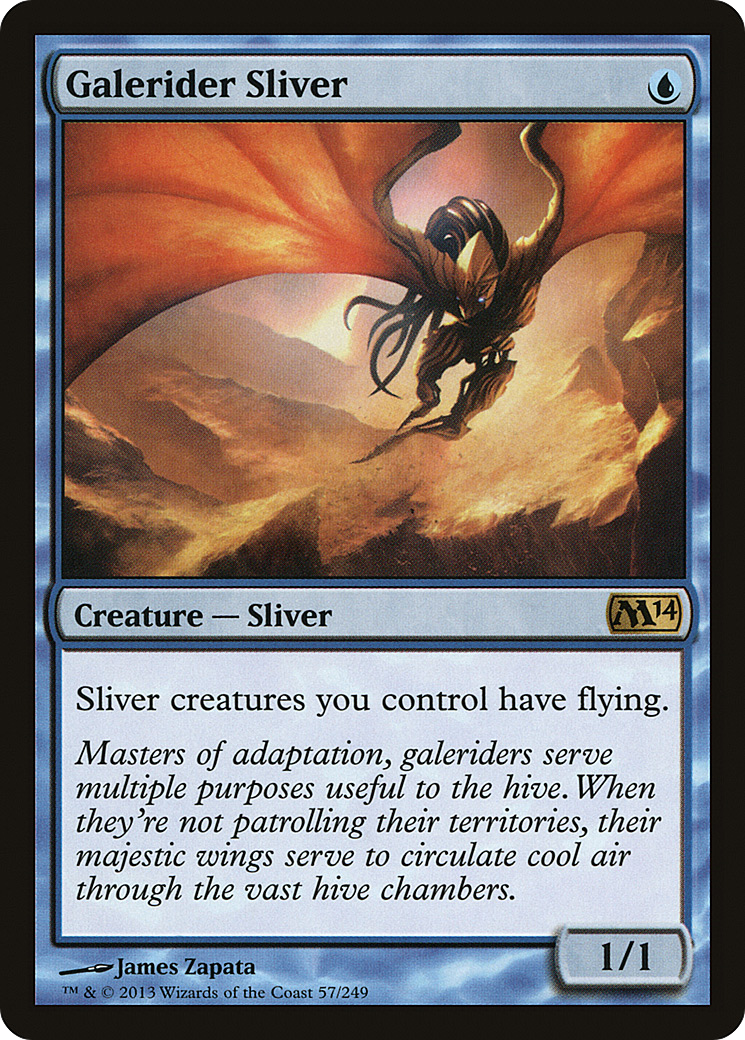 Galerider Sliver
Creature — Sliver
M14
Sliver creatures you control have flying.
Masters of adaptation, galeriders serve
multiple purposes useful to the hive. When
they're not patrolling their territories, their
majestic wings serve to circulate cool air
through the vast hive chambers.
1/1
James Zapata
™ & © 2013 Wizards of the Coast 57/249